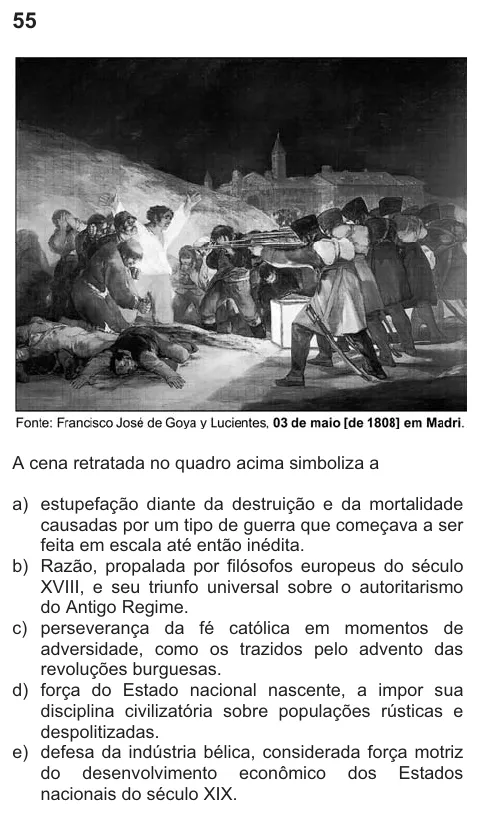 55
Fonte: Francisco José de Goya y Lucientes, 03 de maio [de 1808] em Madri.
A cena retratada no quadro acima simboliza a
a) estupefação diante da destruição e da mortalidade
causadas por um tipo de guerra que começava a ser
feita em escala até então inédita.
b) Razão, propalada por filósofos europeus do século
XVIII, e seu triunfo universal sobre o autoritarismo
do Antigo Regime.
c) perseverança da fé católica em momentos de
adversidade, como os trazidos pelo advento das
revoluções burguesas.
d) força do Estado nacional nascente, a impor sua
disciplina civilizatória sobre populações rústicas e
despolitizadas.
e) defesa da indústria bélica, considerada força motriz
do desenvolvimento econômico dos Estados
nacionais do século XIX.